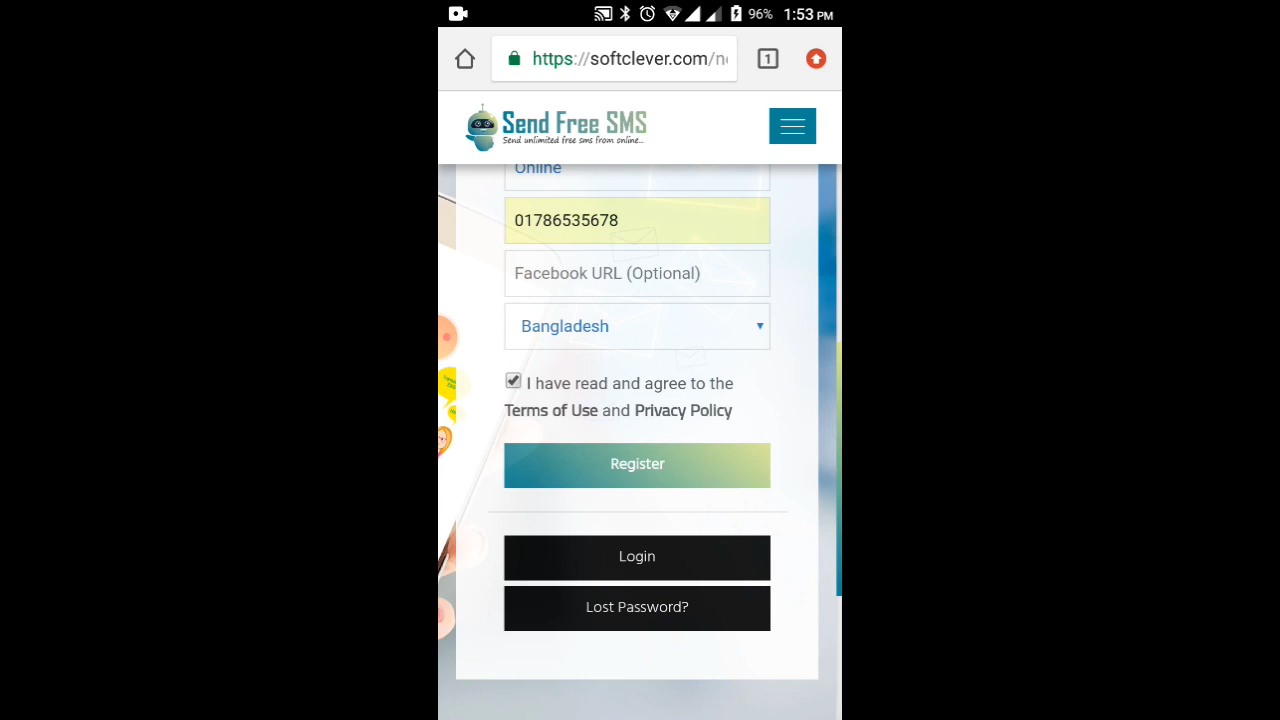 96% 1:53 PM
https://softclever.com/n
1
Send Free SMS
Send unlimited free sms from online...
Online
01786535678
Facebook URL (Optional)
Bangladesh
I have read and agree to the
Terms of Use and Privacy Policy
Register
Login
Lost Password?